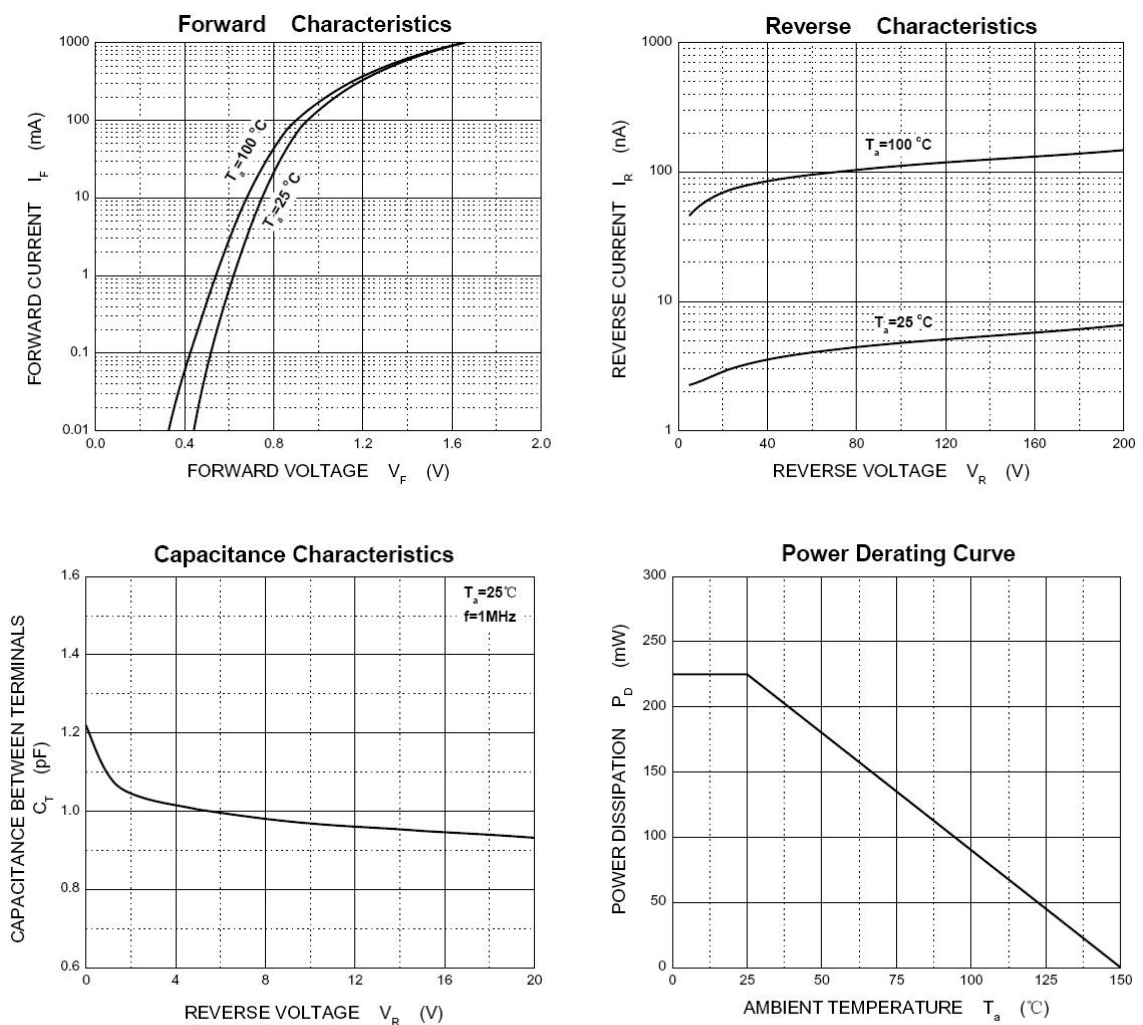 Forward Characteristics
1000
100
10
1
0.1
0.01
0.0
0.4
0.8
1.2
1.6
2.0
FORWARD CURRENT I_F (mA)
FORWARD VOLTAGE V_F (V)
T_a=100 °C
T_a=25 °C
Reverse Characteristics
1000
100
10
1
0
40
80
120
160
200
REVERSE CURRENT I_R (nA)
REVERSE VOLTAGE V_R (V)
T_a=100 °C
T_a=25 °C
Capacitance Characteristics
1.6
1.4
1.2
1.0
0.8
0.6
0
4
8
12
16
20
CAPACITANCE BETWEEN TERMINALS
C_T (pF)
REVERSE VOLTAGE V_R (V)
T_a=25℃
f=1MHz
Power Derating Curve
300
250
200
150
100
50
0
0
25
50
75
100
125
150
POWER DISSIPATION P_D (mW)
AMBIENT TEMPERATURE T_a (℃)